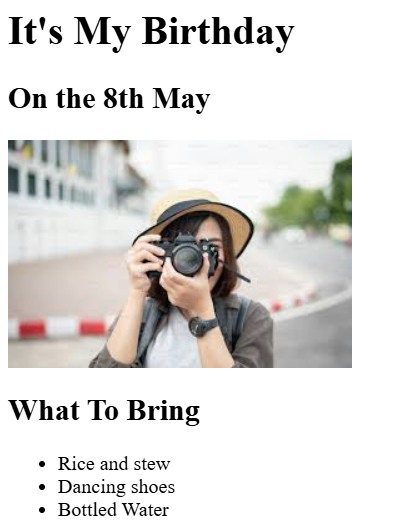 It's My Birthday
On the 8th May
What To Bring
Rice and stew
Dancing shoes
Bottled Water